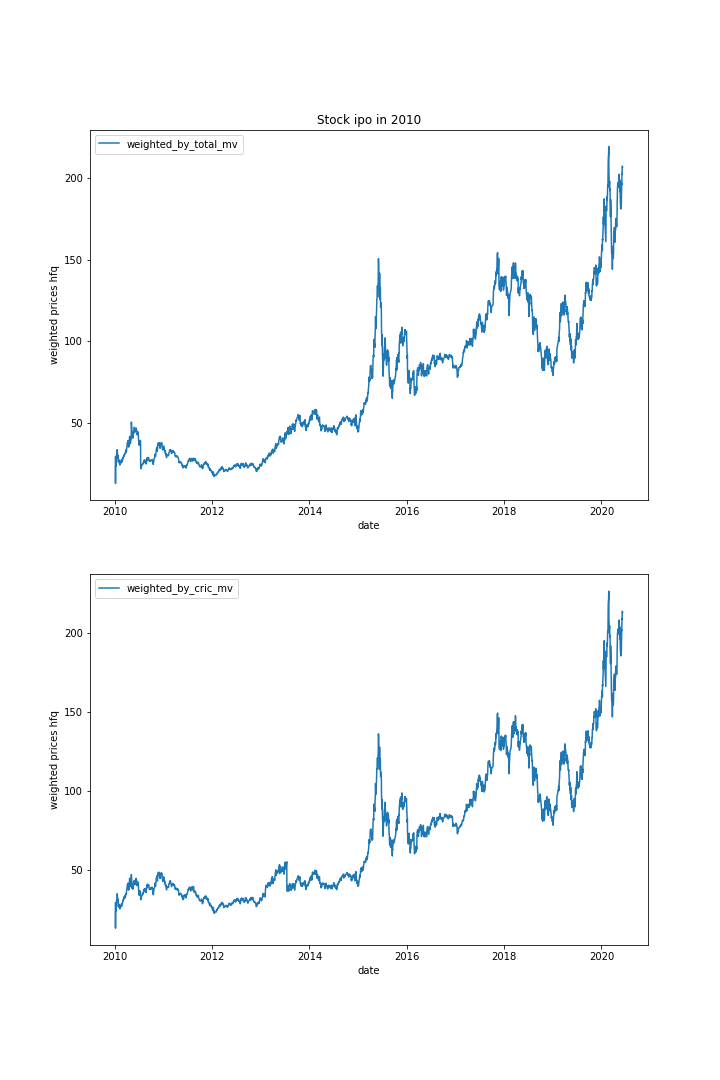 Stock ipo in 2010
weighted_by_total_mv
200
150
100
50
weighted prices hfq
2010 2012 2014 2016 2018 2020
date
weighted_by_cric_mv
200
150
100
50
weighted prices hfq
2010 2012 2014 2016 2018 2020
date